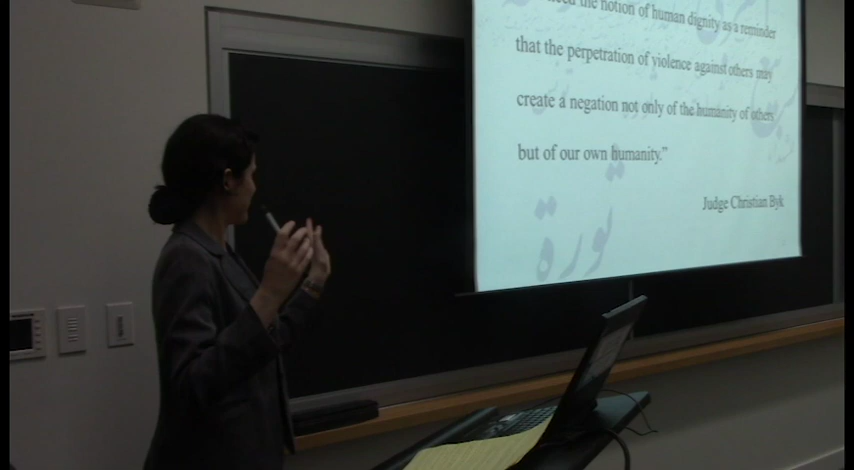 the notion of human dignity as a reminder
that the perpetration of violence against others may
create a negation not only of the humanity of others
but of our own humanity.”
Judge Christian Byk
ثورة